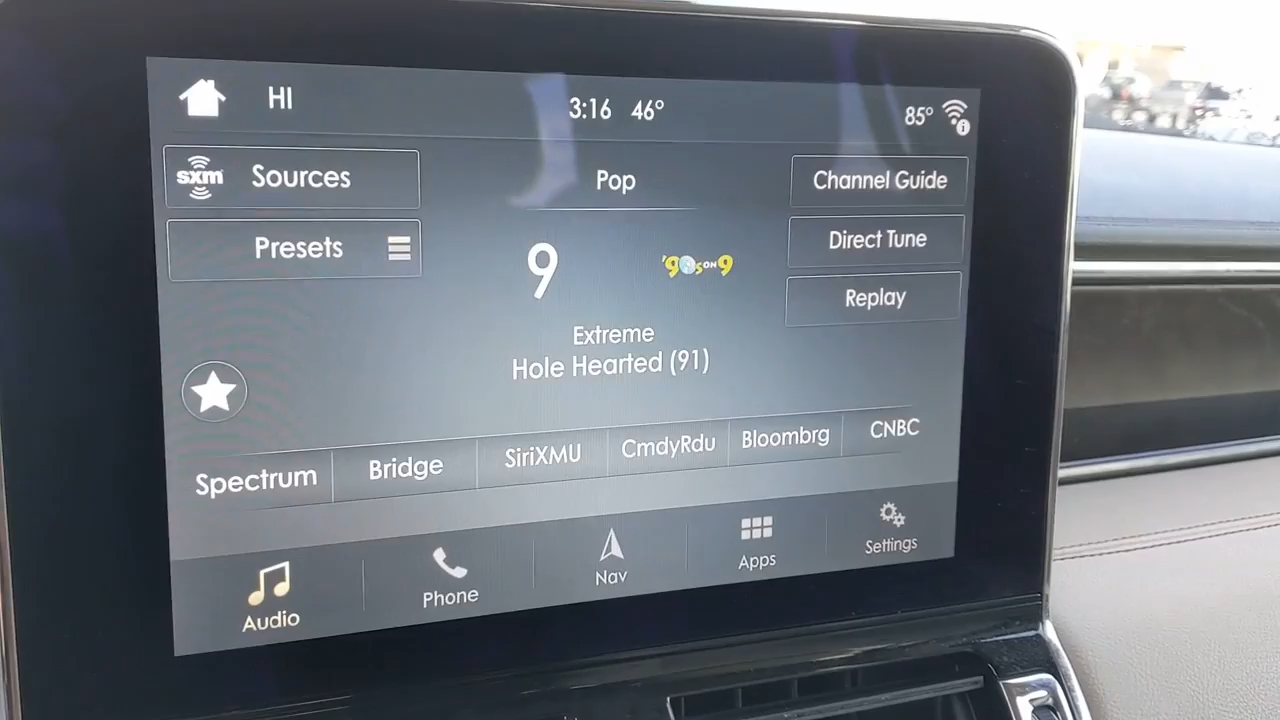 HI
3:16 46°
85°
sxm Sources
Pop
Channel Guide
Presets
9
'90s ON 9
Direct Tune
Replay
Extreme
Hole Hearted (91)
Spectrum
Bridge
SiriXMU
CmdyRdu
Bloombrg
CNBC
Audio
Phone
Nav
Apps
Settings